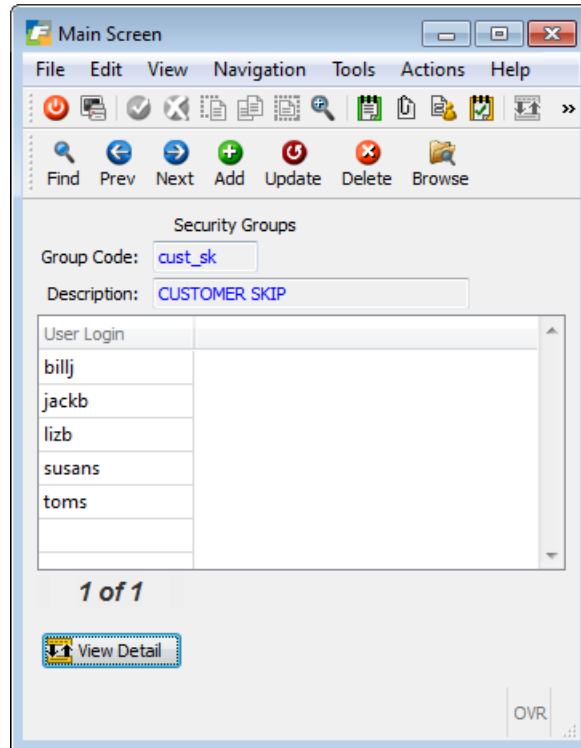 Main Screen
File Edit View Navigation Tools Actions Help
Find Prev Next Add Update Delete Browse
Security Groups
Group Code: cust_sk
Description: CUSTOMER SKIP
User Login
billj
jackb
lizb
susans
toms
1 of 1
View Detail
OVR